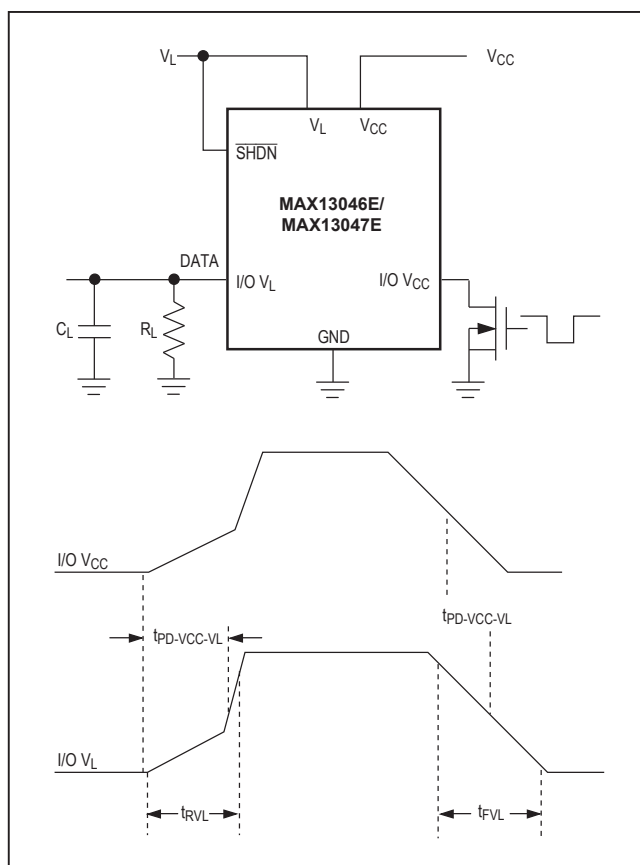 VL
VCC
VL
VCC
SHDN
MAX13046E/
MAX13047E
DATA
I/O VL
I/O VCC
CL
RL
GND
I/O VCC
tPD-VCC-VL
tPD-VCC-VL
I/O VL
tRVL
tFVL